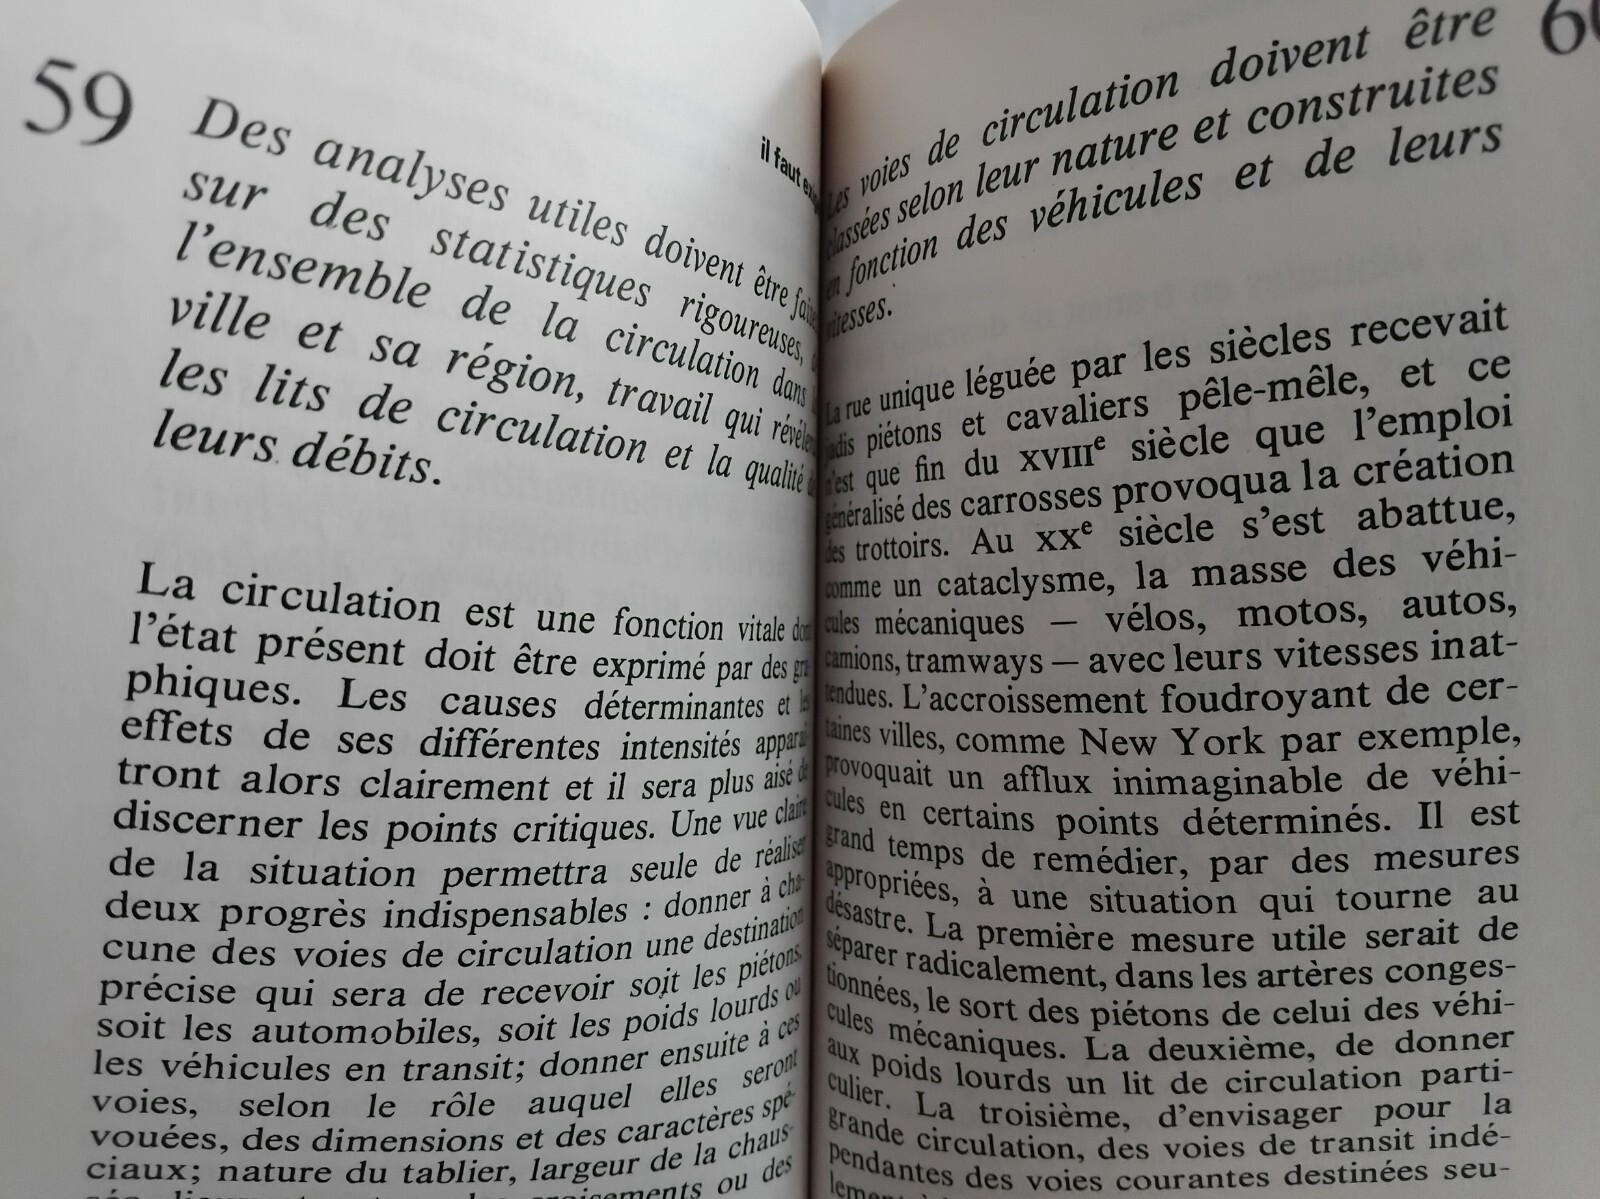 59
Des analyses utiles doivent être faites
sur des statistiques rigoureuses,
l'ensemble de la circulation dans
ville et sa région, travail qui
les lits de circulation et la qualité
leurs débits.
La circulation est une fonction vitale dont
l'état présent doit être exprimé par des gra-
phiques. Les causes déterminantes et les
effets de ses différentes intensités apparaî-
tront alors clairement et il sera plus aisé de
discerner les points critiques. Une vue claire
de la situation permettra seule de réaliser
deux progrès indispensables : donner à cha-
cune des voies de circulation une destination
précise qui sera de recevoir soit les piétons,
soit les automobiles, soit les poids lourds ou
les véhicules en transit; donner ensuite à ces
voies, selon le rôle auquel elles seront
vouées, des dimensions et des caractères spé-
ciaux; nature du tablier, largeur de la chaus-
croisements ou des
il faut
60
Les voies de circulation doivent être
classées selon leur nature et construites
en fonction des véhicules et de leurs
vitesses.
La rue unique léguée par les siècles recevait
jadis piétons et cavaliers pêle-mêle, et ce
n'est que fin du XVIIIe siècle que l'emploi
généralisé des carrosses provoqua la création
des trottoirs. Au XXe siècle s'est abattue,
comme un cataclysme, la masse des véhi-
cules mécaniques — vélos, motos, autos,
camions, tramways — avec leurs vitesses inat-
tendues. L'accroissement foudroyant de cer-
taines villes, comme New York par exemple,
provoquait un afflux inimaginable de véhi-
cules en certains points déterminés. Il est
grand temps de remédier, par des mesures
appropriées, à une situation qui tourne au
désastre. La première mesure utile serait de
séparer radicalement, dans les artères conges-
tionnées, le sort des piétons de celui des véhi-
cules mécaniques. La deuxième, de donner
aux poids lourds un lit de circulation parti-
culier. La troisième, d'envisager pour la
grande circulation, des voies de transit indé-
pendantes des voies courantes destinées seu-